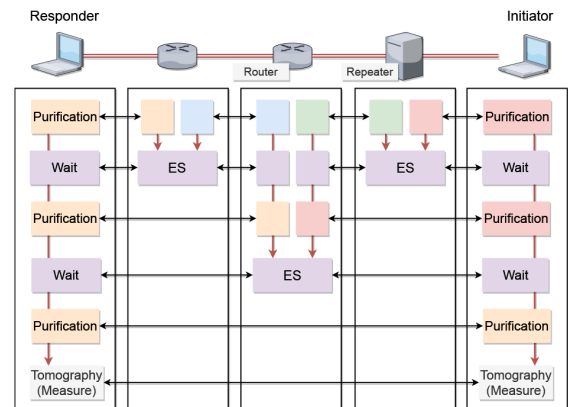 Responder
Initiator
Router
Repeater
Purification
Purification
Wait
ES
ES
Wait
Purification
Purification
Wait
ES
Wait
Purification
Purification
Tomography
(Measure)
Tomography
(Measure)